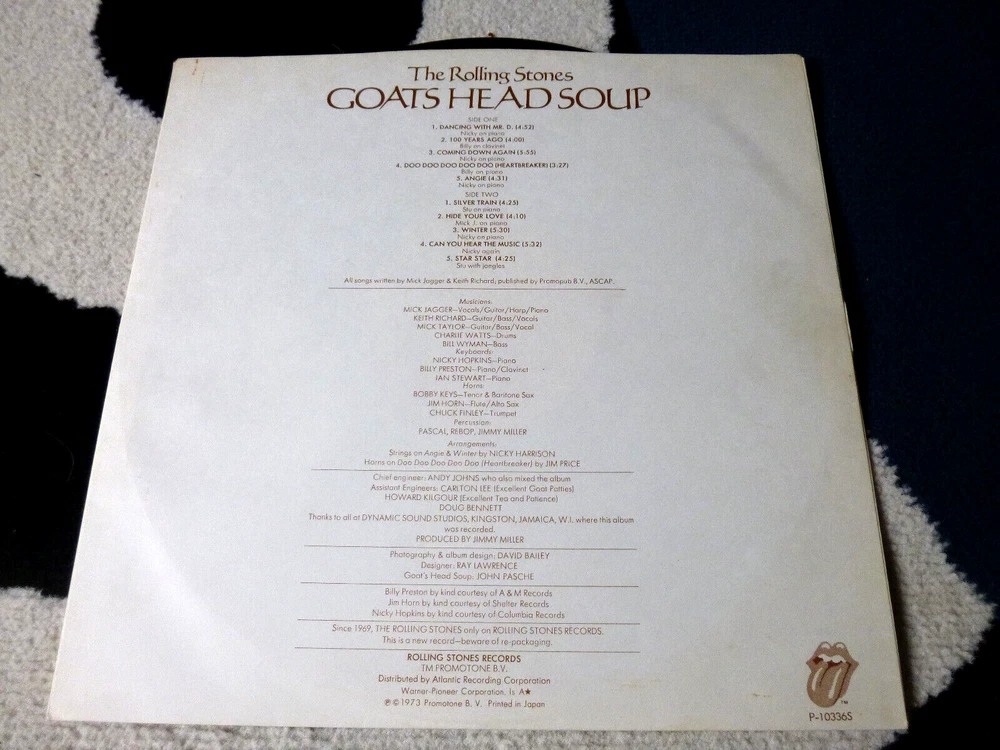 The Rolling Stones
GOATS HEAD SOUP
SIDE ONE
1. DANCING WITH MR. D. (4:52)
Nicky on piano
2. 100 YEARS AGO (4:00)
Billy on clavinet
3. COMING DOWN AGAIN (5:55)
Nicky on piano
4. DOO DOO DOO DOO DOO (HEARTBREAKER) (3:27)
Billy on piano
5. ANGIE (4:31)
Nicky on piano
SIDE TWO
1. SILVER TRAIN (4:25)
Stu on piano
2. HIDE YOUR LOVE (4:10)
Mick J. on piano
3. WINTER (5:30)
Nicky on piano
4. CAN YOU HEAR THE MUSIC (5:32)
Nicky again
5. STAR STAR (4:25)
Stu with jangles
All songs written by Mick Jagger & Keith Richard; published by Promopub B.V., ASCAP.
Musicians:
MICK JAGGER—Vocals/Guitar/Harp/Piano
KEITH RICHARD—Guitar/Bass/Vocals
MICK TAYLOR—Guitar/Bass/Vocal
CHARLIE WATTS—Drums
BILL WYMAN—Bass
Keyboards:
NICKY HOPKINS—Piano
BILLY PRESTON—Piano/Clavinet
IAN STEWART—Piano
Horns:
BOBBY KEYS—Tenor & Baritone Sax
JIM HORN—Flute/Alto Sax
CHUCK FINLEY—Trumpet
Percussion:
PASCAL, REBOP, JIMMY MILLER
Arrangements:
Strings on Angie & Winter by NICKY HARRISON
Horns on Doo Doo Doo Doo Doo (Heartbreaker) by JIM PRICE
Chief engineer: ANDY JOHNS who also mixed the album
Assistant Engineers: CARLTON LEE (Excellent Goat Patties)
HOWARD KILGOUR (Excellent Tea and Patience)
DOUG BENNETT
Thanks to all at DYNAMIC SOUND STUDIOS, KINGSTON, JAMAICA, W.I. where this album
was recorded.
PRODUCED BY JIMMY MILLER
Photography & album design: DAVID BAILEY
Designer: RAY LAWRENCE
Goat's Head Soup: JOHN PASCHE
Billy Preston by kind courtesy of A & M Records
Jim Horn by kind courtesy of Shelter Records
Nicky Hopkins by kind courtesy of Columbia Records
Since 1969, THE ROLLING STONES only on ROLLING STONES RECORDS.
This is a new record—beware of re-packaging.
ROLLING STONES RECORDS
TM PROMOTONE B.V.
Distributed by Atlantic Recording Corporation
Warner-Pioneer Corporation. Is A★
℗ © 1973 Promotone B. V. Printed in Japan
TM
P-10336S